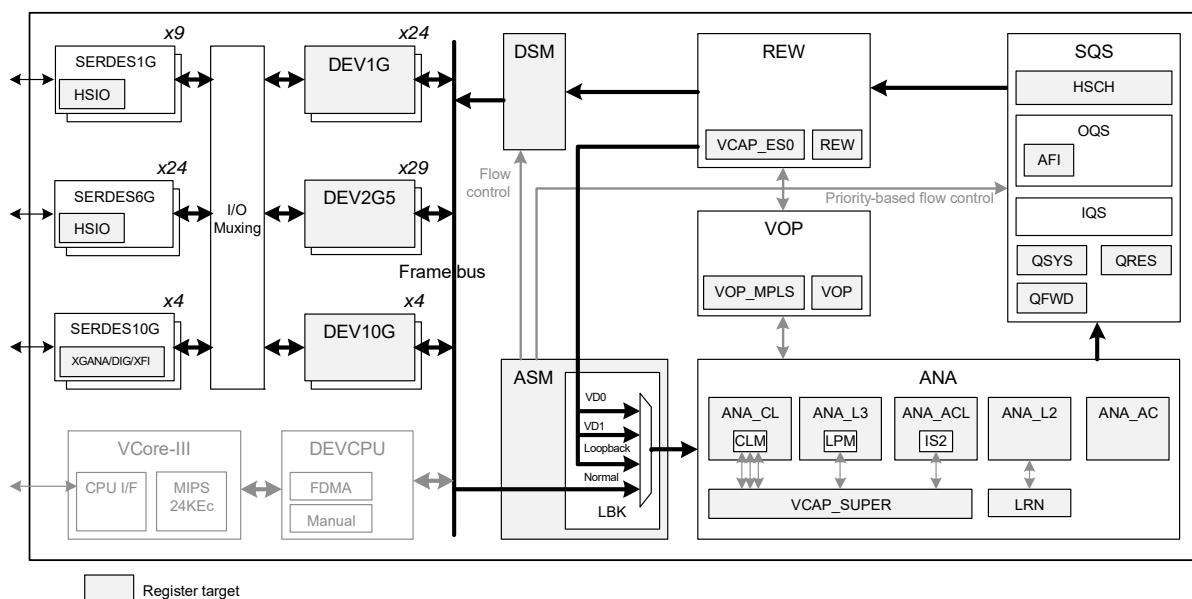 x9
SERDES1G
HSIO
x24
SERDES6G
HSIO
x4
SERDES10G
XGANA/DIG/XFI
I/O
Muxing
x24
DEV1G
x29
DEV2G5
x4
DEV10G
Frame bus
VCore-III
CPU I/F
MIPS
24KEc
DEVCPU
FDMA
Manual
DSM
Flow
control
Priority-based flow control
REW
VCAP_ES0
REW
VOP
VOP_MPLS
VOP
SQS
HSCH
OQS
AFI
IQS
QSYS
QRES
QFWD
ASM
VD0
VD1
Loopback
Normal
LBK
ANA
ANA_CL
CLM
ANA_L3
LPM
ANA_ACL
IS2
ANA_L2
ANA_AC
VCAP_SUPER
LRN
Register target